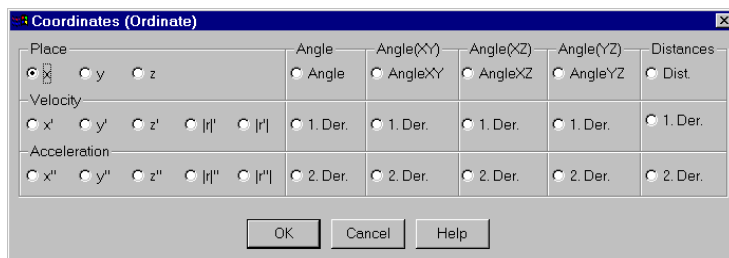 Coordinates (Ordinate)
Place Angle Angle(XY) Angle(XZ) Angle(YZ) Distances
x y z Angle AngleXY AngleXZ AngleYZ Dist.
Velocity
x' y' z' |r|' |r'| 1. Der. 1. Der. 1. Der. 1. Der. 1. Der.
Acceleration
x'' y'' z'' |r|'' |r''| 2. Der. 2. Der. 2. Der. 2. Der. 2. Der.
OK Cancel Help